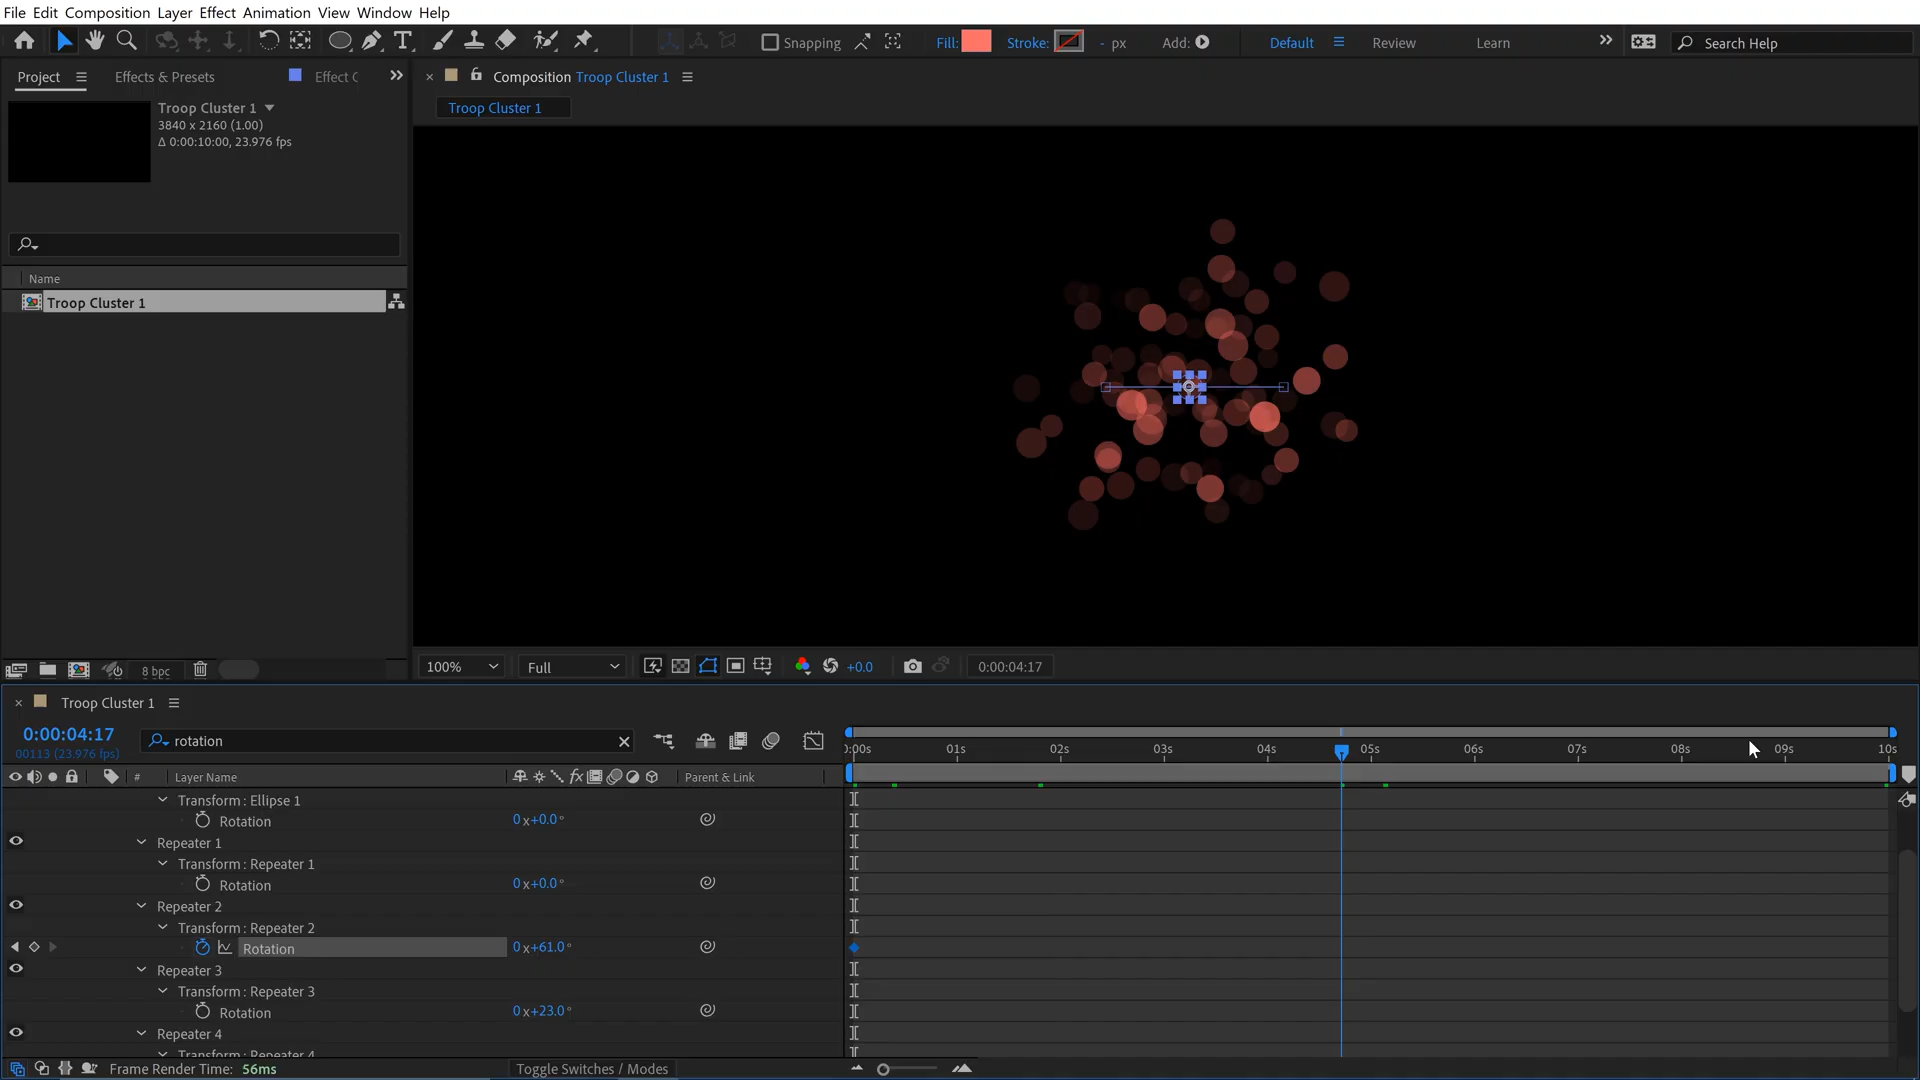 File Edit Composition Layer Effect Animation View Window Help
Snapping Fill: Stroke: - px Add: Default Review Learn Search Help
Project Effects & Presets Effect C Composition Troop Cluster 1
Troop Cluster 1
Troop Cluster 1
3840 x 2160 (1.00)
Δ 0:00:10:00, 23.976 fps
Name
Troop Cluster 1
8 bpc 100% Full +0.0 0:00:04:17
Troop Cluster 1
0:00:04:17 rotation
00113 (23.976 fps)
0:00s 01s 02s 03s 04s 05s 06s 07s 08s 09s 10s
# Layer Name fx Parent & Link
Transform : Ellipse 1
Rotation 0 x+0.0°
Repeater 1
Transform : Repeater 1
Rotation 0 x+0.0°
Repeater 2
Transform : Repeater 2
Rotation 0 x+61.0°
Repeater 3
Transform : Repeater 3
Rotation 0 x+23.0°
Repeater 4
Transform : Repeater 4
Frame Render Time: 56ms Toggle Switches / Modes